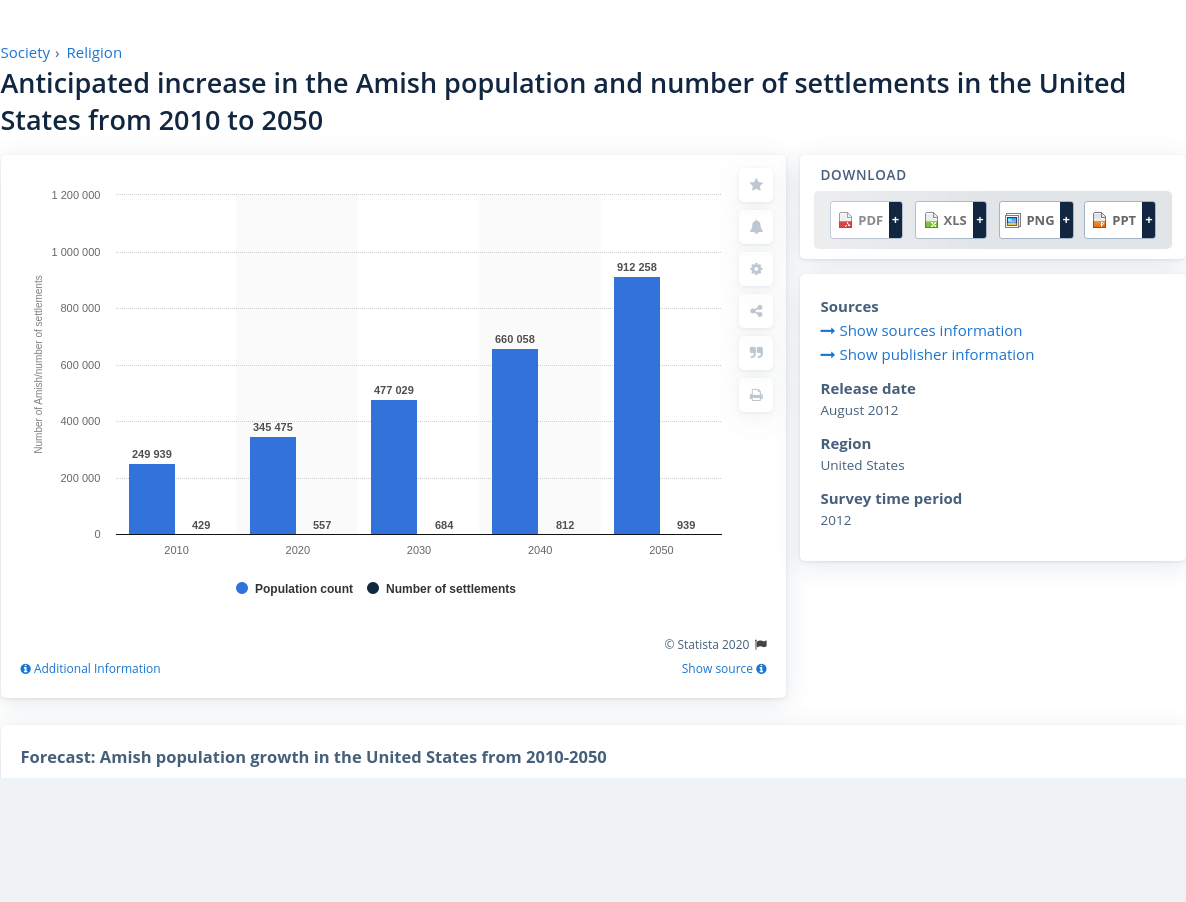 Society › Religion
Anticipated increase in the Amish population and number of settlements in the United
States from 2010 to 2050
1 200 000
1 000 000
800 000
600 000
400 000
200 000
0
Number of Amish/number of settlements
249 939
429
345 475
557
477 029
684
660 058
812
912 258
939
2010
2020
2030
2040
2050
Population count
Number of settlements
© Statista 2020
Additional Information
Show source
DOWNLOAD
PDF +
XLS +
PNG +
PPT +
Sources
Show sources information
Show publisher information
Release date
August 2012
Region
United States
Survey time period
2012
Forecast: Amish population growth in the United States from 2010-2050